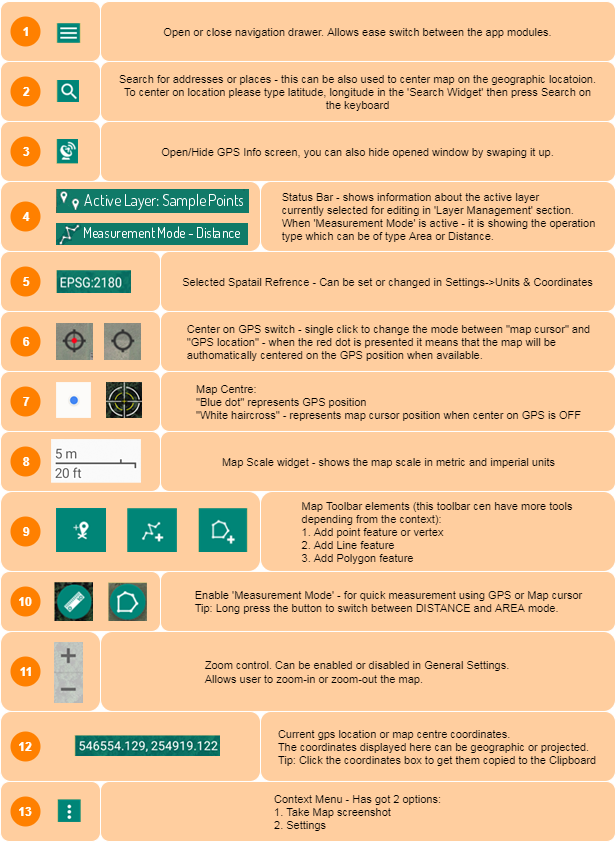 1
Open or close navigation drawer. Allows ease switch between the app modules.
2
Search for addresses or places - this can be also used to center map on the geographic locatoion.
To center on location please type latitude, longitude in the 'Search Widget' then press Search on
the keyboard
3
Open/Hide GPS Info screen, you can also hide opened window by swaping it up.
4
Active Layer: Sample Points
Measurement Mode - Distance
Status Bar - shows information about the active layer
currently selected for editing in 'Layer Management' section.
When 'Measurement Mode' is active - it is showing the operation
type which can be of type Area or Distance.
5
EPSG:2180
Selected Spatail Refrence - Can be set or changed in Settings->Units & Coordinates
6
Center on GPS switch - single click to change the mode between "map cursor" and
"GPS location" - when the red dot is presented it means that the map will be
authomatically centered on the GPS position when available.
7
Map Centre:
"Blue dot" represents GPS position
"White haircross" - represents map cursor position when center on GPS is OFF
8
5 m
20 ft
Map Scale widget - shows the map scale in metric and imperial units
9
Map Toolbar elements (this toolbar cen have more tools
depending from the context):
1. Add point feature or vertex
2. Add Line feature
3. Add Polygon feature
10
Enable 'Measurement Mode' - for quick measurement using GPS or Map cursor
Tip: Long press the button to switch between DISTANCE and AREA mode.
11
Zoom control. Can be enabled or disabled in General Settings.
Allows user to zoom-in or zoom-out the map.
12
546554.129, 254919.122
Current gps location or map centre coordinates.
The coordinates displayed here can be geographic or projected.
Tip: Click the coordinates box to get them copied to the Clipboard
13
Context Menu - Has got 2 options:
1. Take Map screenshot
2. Settings